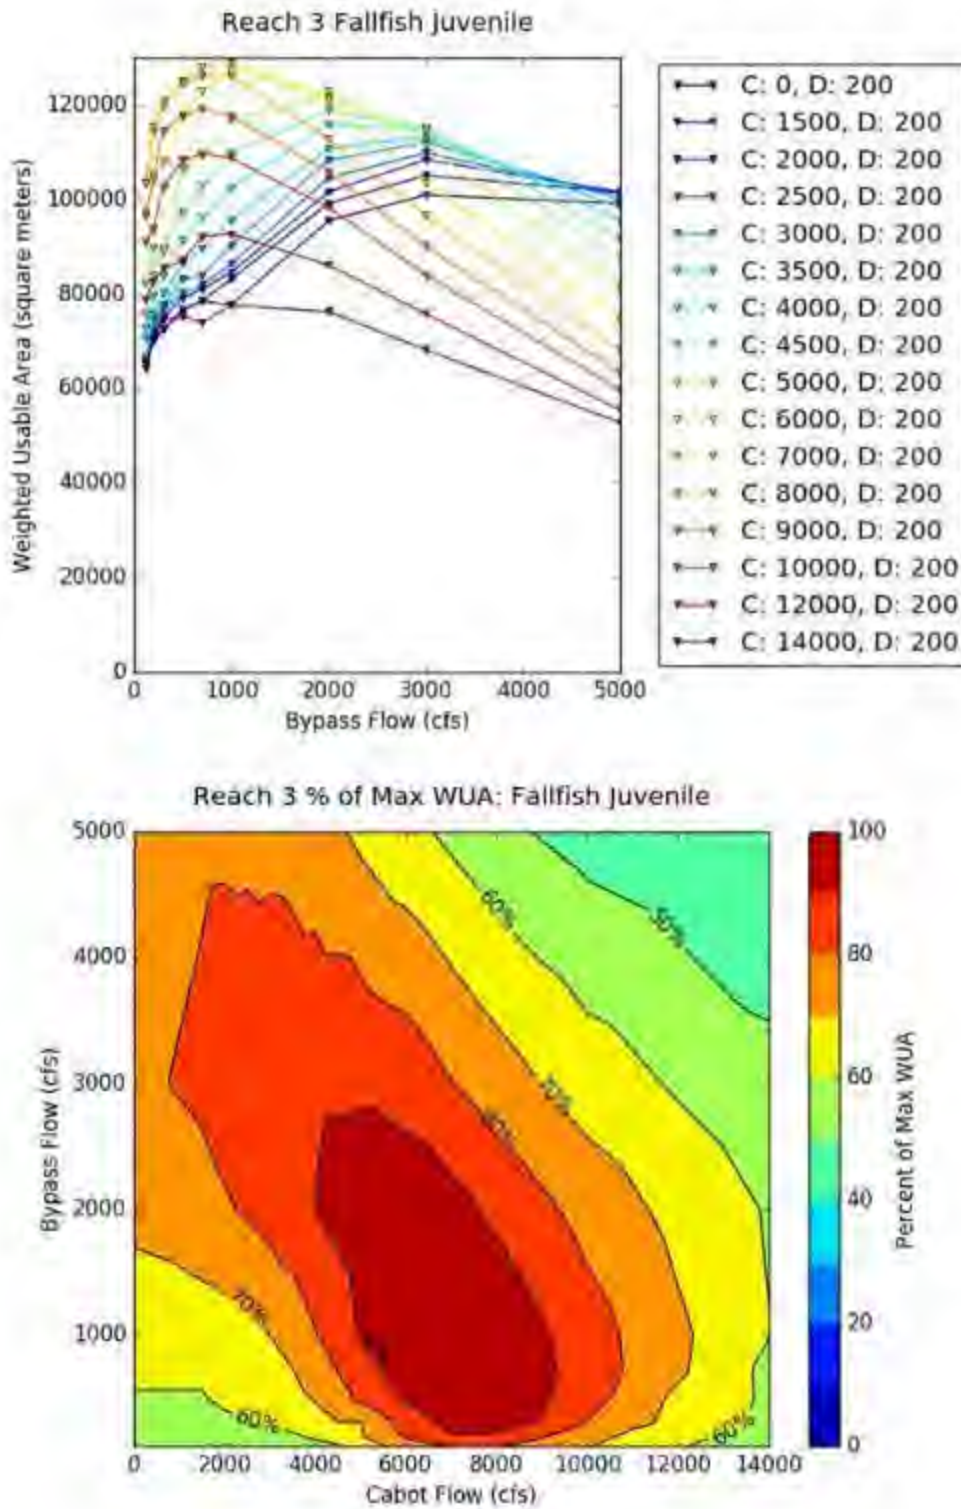 Reach 3 Fallfish Juvenile
Weighted Usable Area (square meters)
120000
100000
80000
60000
40000
20000
0
0 1000 2000 3000 4000 5000
Bypass Flow (cfs)
C: 0, D: 200
C: 1500, D: 200
C: 2000, D: 200
C: 2500, D: 200
C: 3000, D: 200
C: 3500, D: 200
C: 4000, D: 200
C: 4500, D: 200
C: 5000, D: 200
C: 6000, D: 200
C: 7000, D: 200
C: 8000, D: 200
C: 9000, D: 200
C: 10000, D: 200
C: 12000, D: 200
C: 14000, D: 200
Reach 3 % of Max WUA: Fallfish Juvenile
Bypass Flow (cfs)
5000
4000
3000
2000
1000
60%
50%
70%
80%
70%
60%
60%
0 2000 4000 6000 8000 10000 12000 14000
Cabot Flow (cfs)
100
80
60
40
20
0
Percent of Max WUA